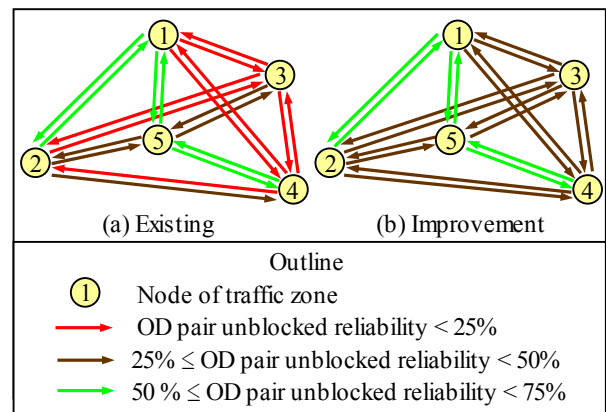 1
3
5
2
4
(a) Existing
1
3
5
2
4
(b) Improvement
Outline
1 Node of traffic zone
OD pair unblocked reliability < 25%
25% ≤ OD pair unblocked reliability < 50%
50 % ≤ OD pair unblocked reliability < 75%